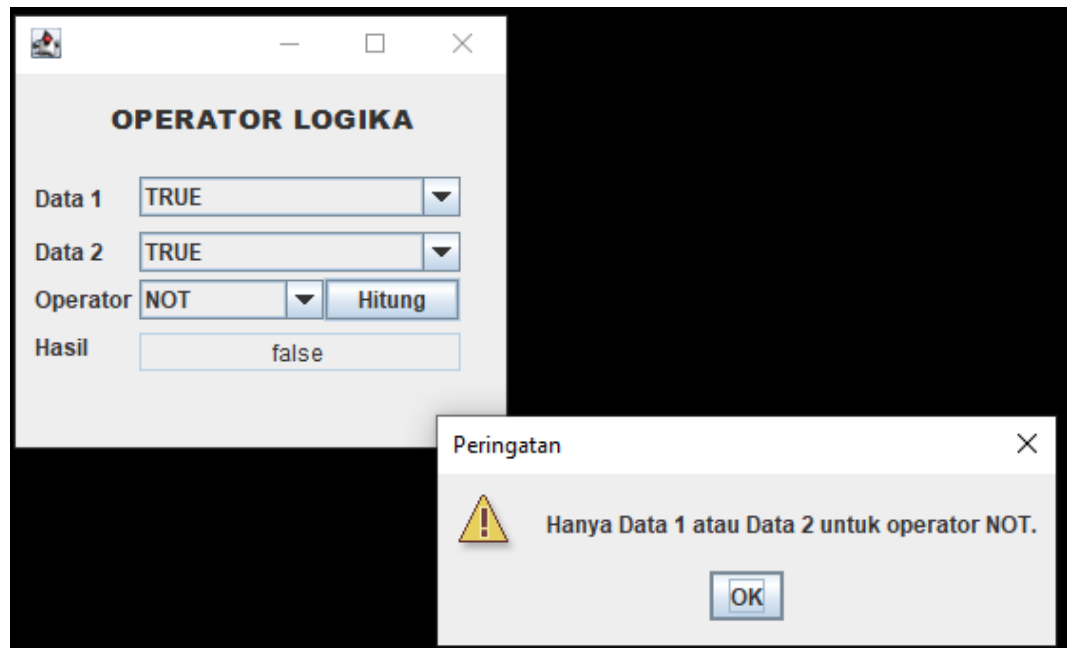 OPERATOR LOGIKA
Data 1 TRUE
Data 2 TRUE
Operator NOT Hitung
Hasil false
Peringatan
Hanya Data 1 atau Data 2 untuk operator NOT.
OK